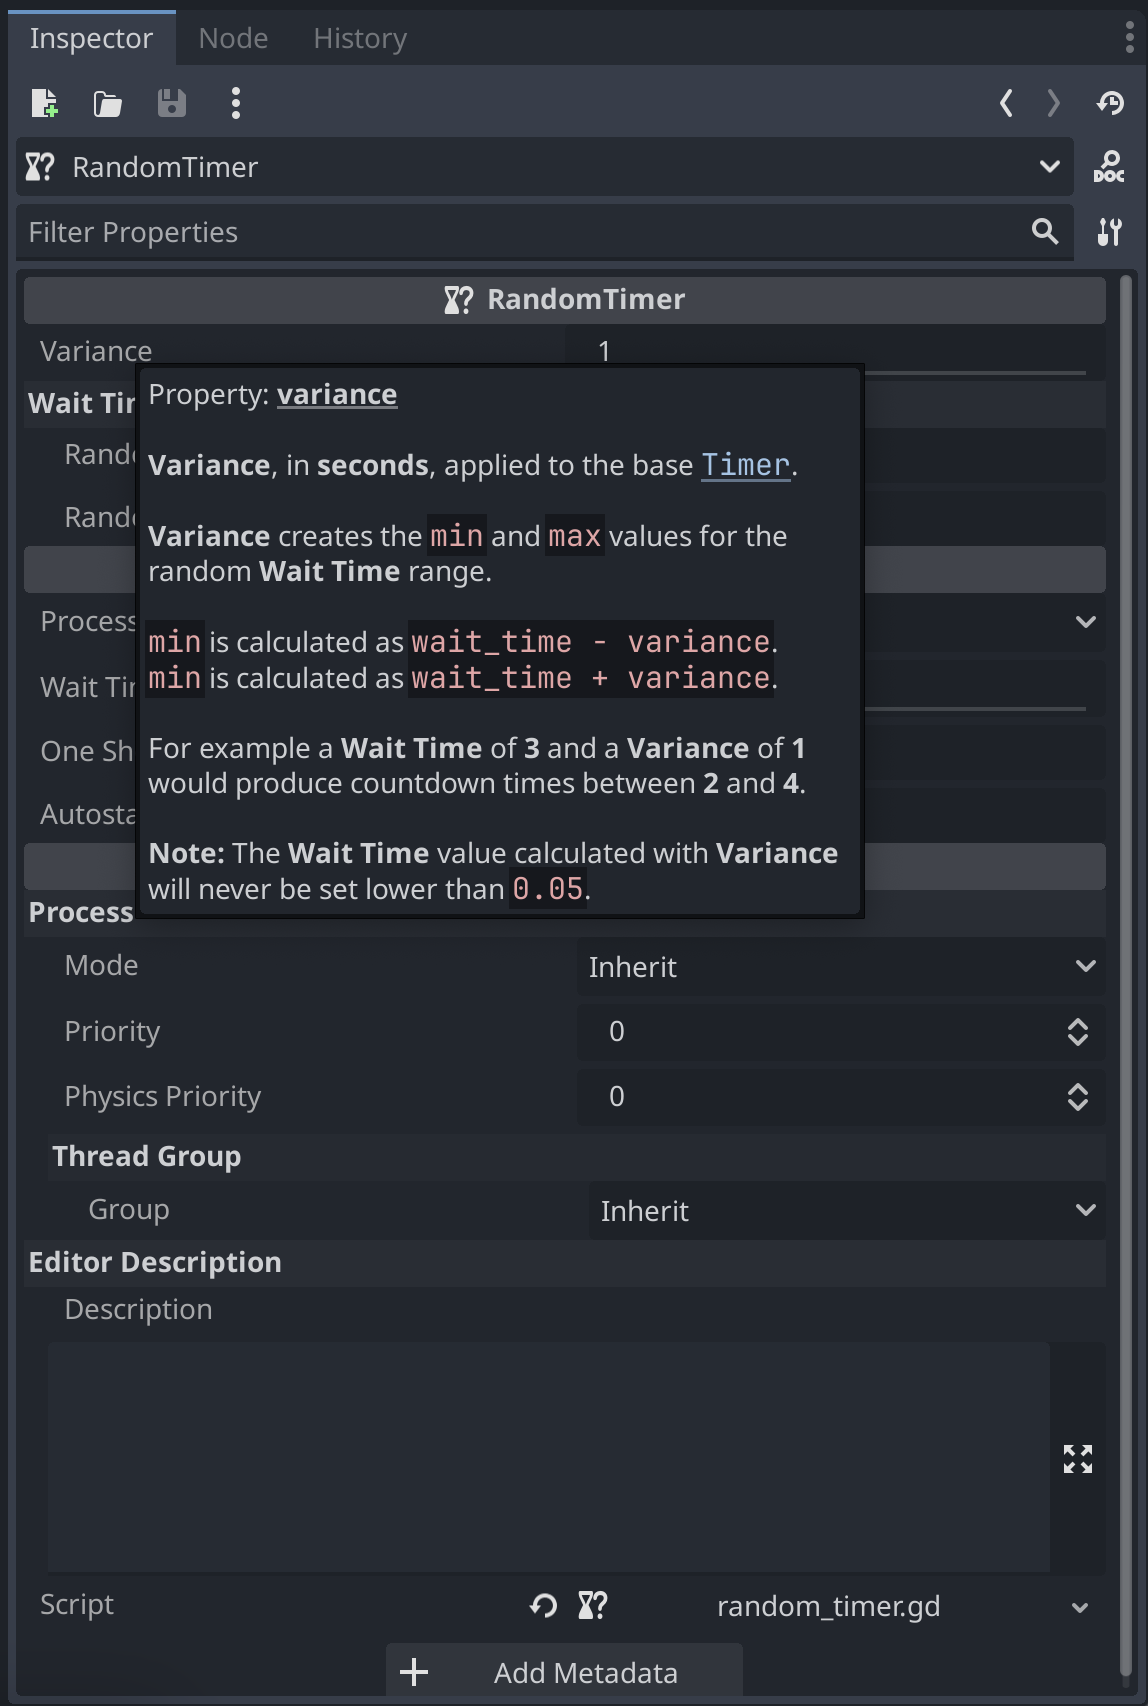 Inspector Node History
RandomTimer
DOC
Filter Properties
RandomTimer
Variance 1
Property: variance
Wait Tir
Variance, in seconds, applied to the base Timer.
Rando
Rando
Variance creates the min and max values for the
random Wait Time range.
Process
min is calculated as wait_time - variance.
min is calculated as wait_time + variance.
Wait Tir
One Sh
For example a Wait Time of 3 and a Variance of 1
would produce countdown times between 2 and 4.
Autosta
Note: The Wait Time value calculated with Variance
will never be set lower than 0.05.
Process
Mode Inherit
Priority 0
Physics Priority 0
Thread Group
Group Inherit
Editor Description
Description
Script random_timer.gd
Add Metadata